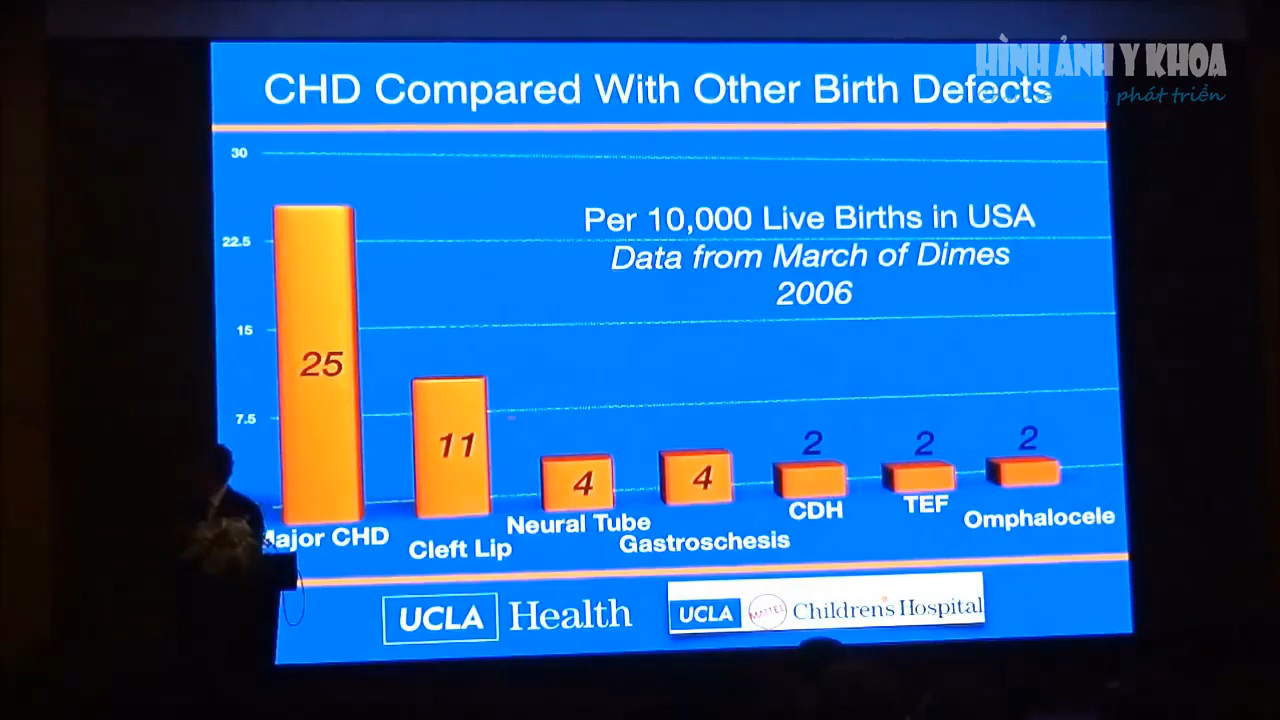 HÌNH ẢNH Y KHOA
phát triển
CHD Compared With Other Birth Defects
30
22.5
15
7.5
Per 10,000 Live Births in USA
Data from March of Dimes
2006
25
11
4
4
2
2
2
Major CHD
Cleft Lip
Neural Tube
Gastroschesis
CDH
TEF
Omphalocele
UCLA Health
UCLA MATTEL Children's Hospital